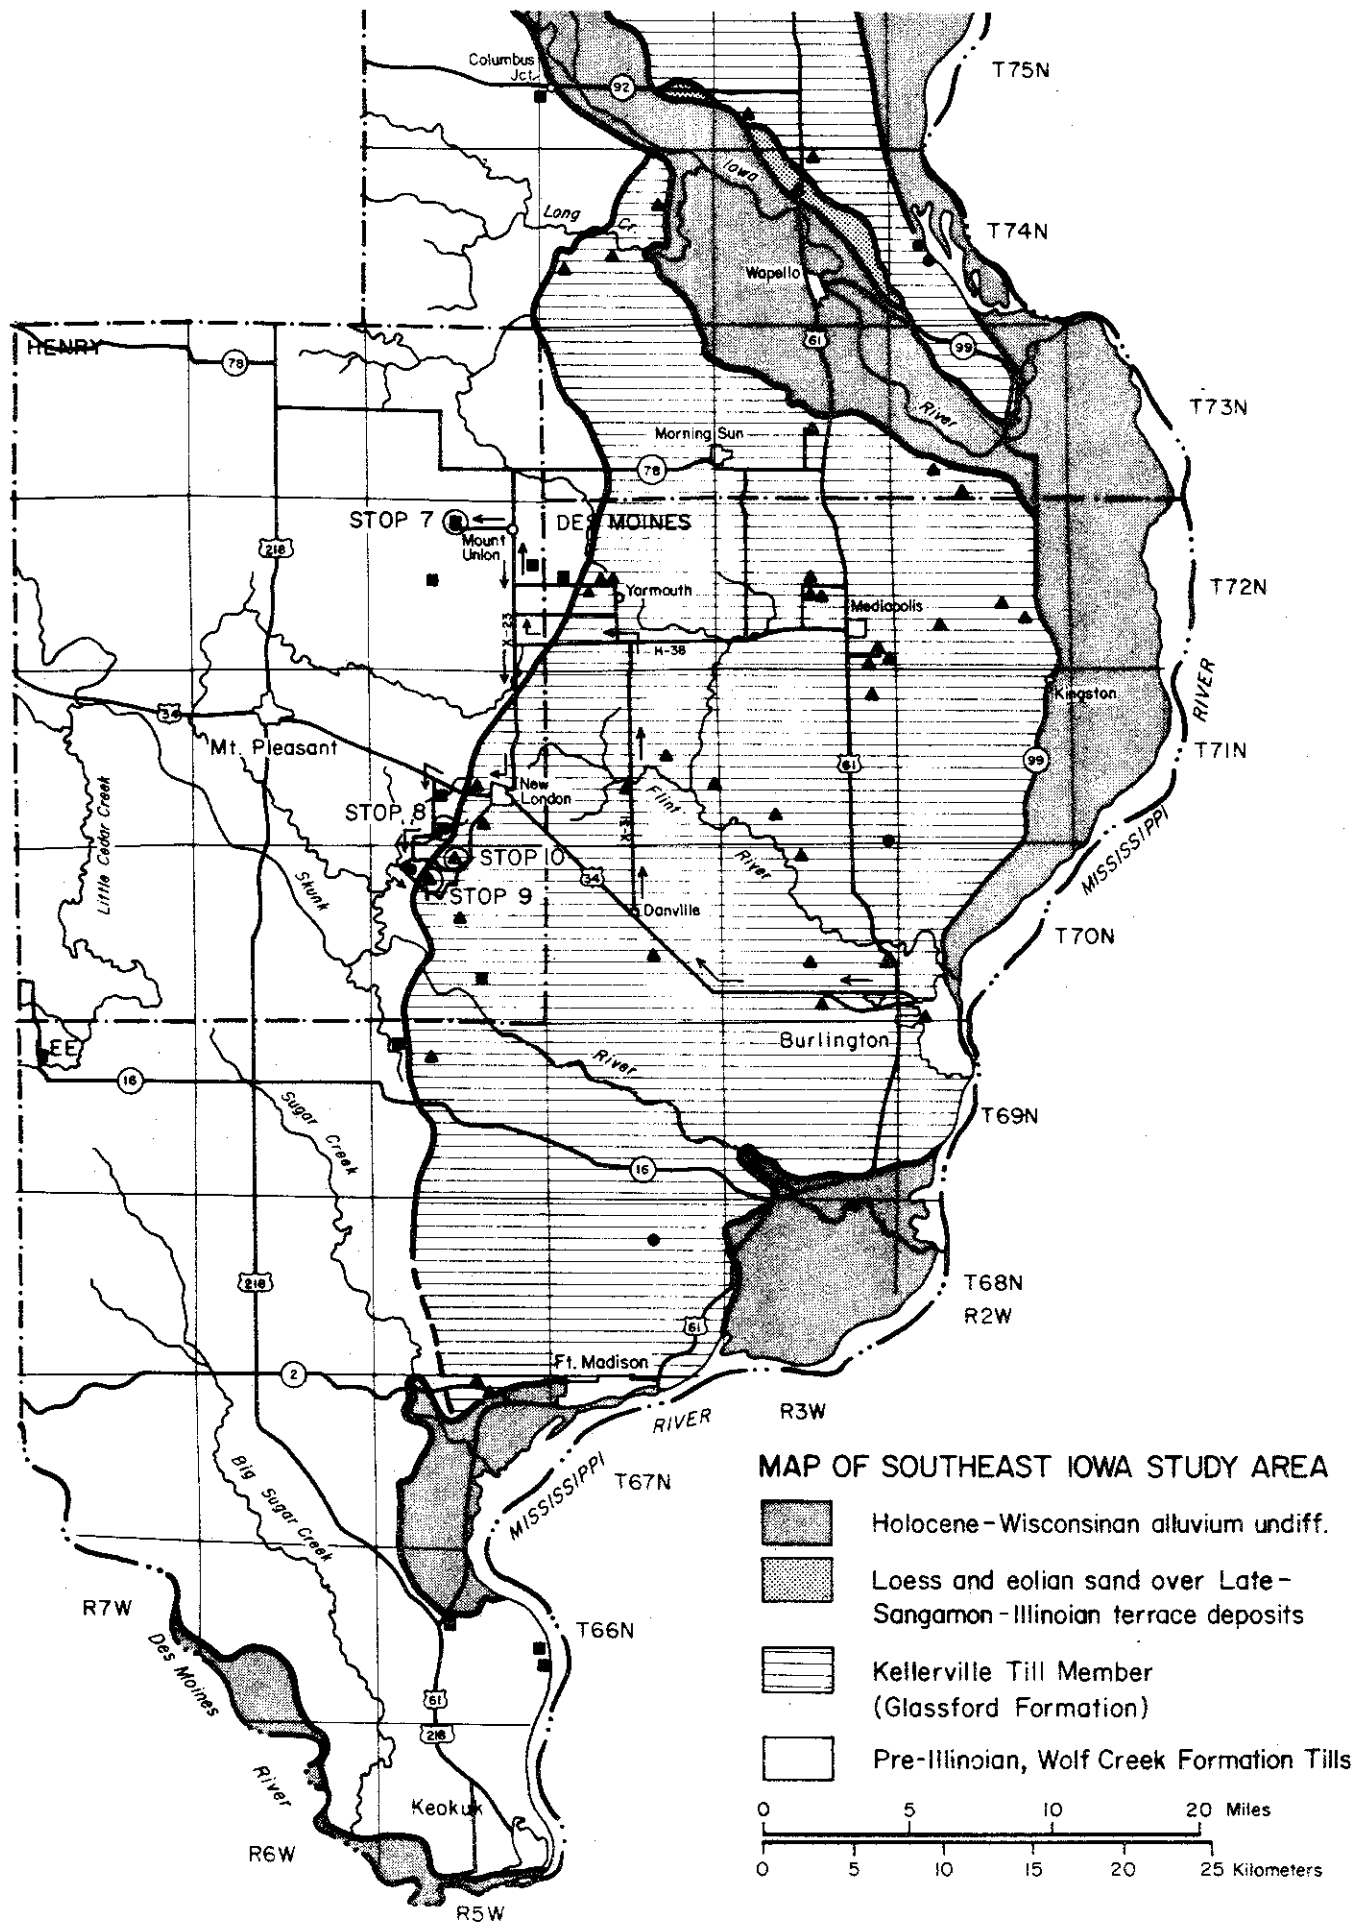 Columbus
Jct.
92
T75N
Iowa
Long
Cr.
T74N
Wapello
61
99
HENRY
78
T73N
River
Morning Sun
78
STOP 7
DES MOINES
Mount
Union
218
Yarmouth
T72N
Mediapolis
X-23
H-38
Kingston
RIVER
34
Mt. Pleasant
T71N
61
99
New
London
STOP 8
Flint
Little Cedar Creek
STOP 10
River
MISSISSIPPI
Skunk
34
STOP 9
Danville
T70N
Burlington
EE
River
16
Sugar Creek
T69N
16
218
T68N
R2W
61
Ft. Madison
2
RIVER
R3W
MISSISSIPPI
T67N
Big Sugar Creek
MAP OF SOUTHEAST IOWA STUDY AREA
Holocene-Wisconsinan alluvium undiff.
Loess and eolian sand over Late-
Sangamon-Illinoian terrace deposits
R7W
T66N
Des Moines
Kellerville Till Member
(Glassford Formation)
61
218
Pre-Illinoian, Wolf Creek Formation Tills
River
Keokuk
0 5 10 20 Miles
R6W
0 5 10 15 20 25 Kilometers
R5W